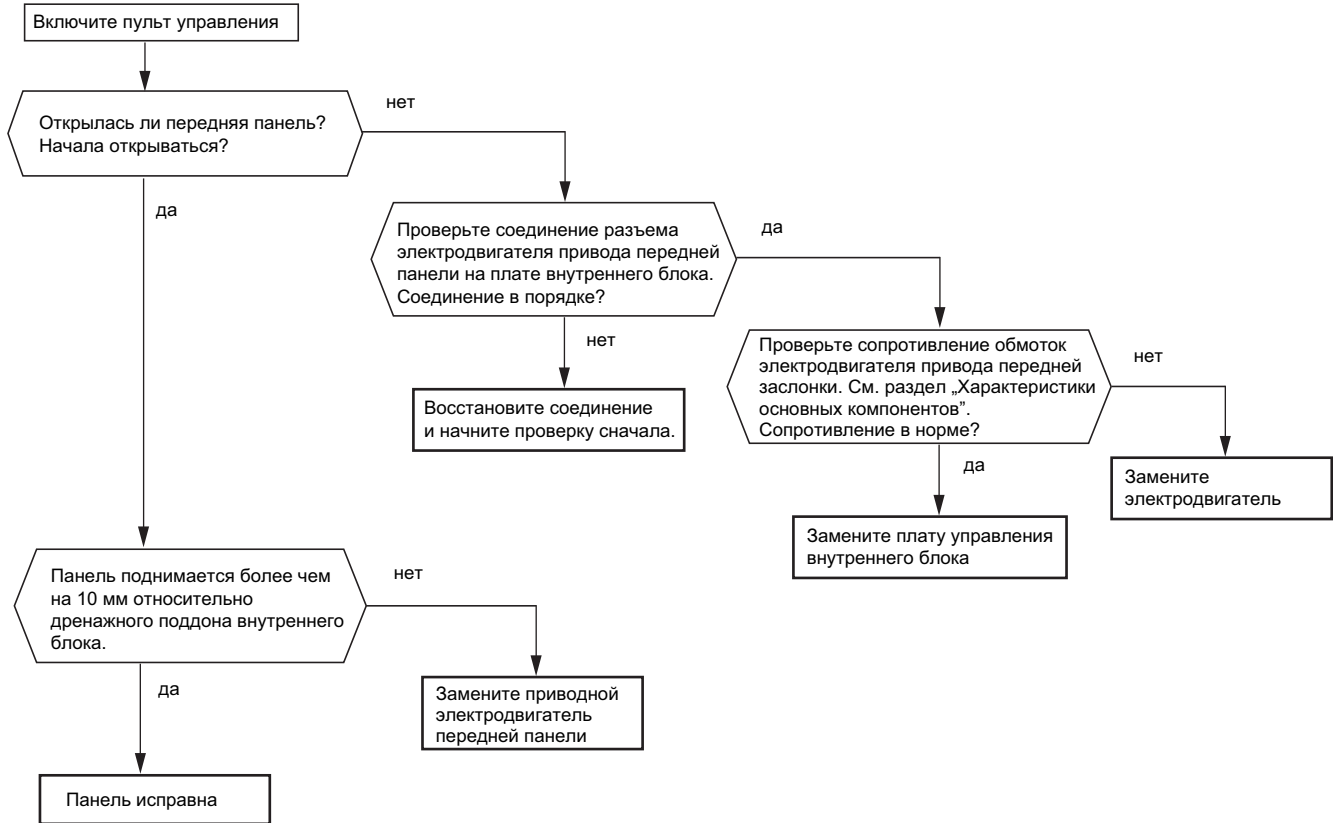 Включите пульт управления
нет
Открылась ли передняя панель?
Начала открываться?
да
Проверьте соединение разъема
электродвигателя привода передней
панели на плате внутреннего блока.
Соединение в порядке?
да
нет
Проверьте сопротивление обмоток
электродвигателя привода передней
заслонки. См. раздел „Характеристики
основных компонентов”.
Сопротивление в норме?
нет
Восстановите соединение
и начните проверку сначала.
да
Замените
электродвигатель
Замените плату управления
внутреннего блока
Панель поднимается более чем
на 10 мм относительно
дренажного поддона внутреннего
блока.
нет
да
Замените приводной
электродвигатель
передней панели
Панель исправна